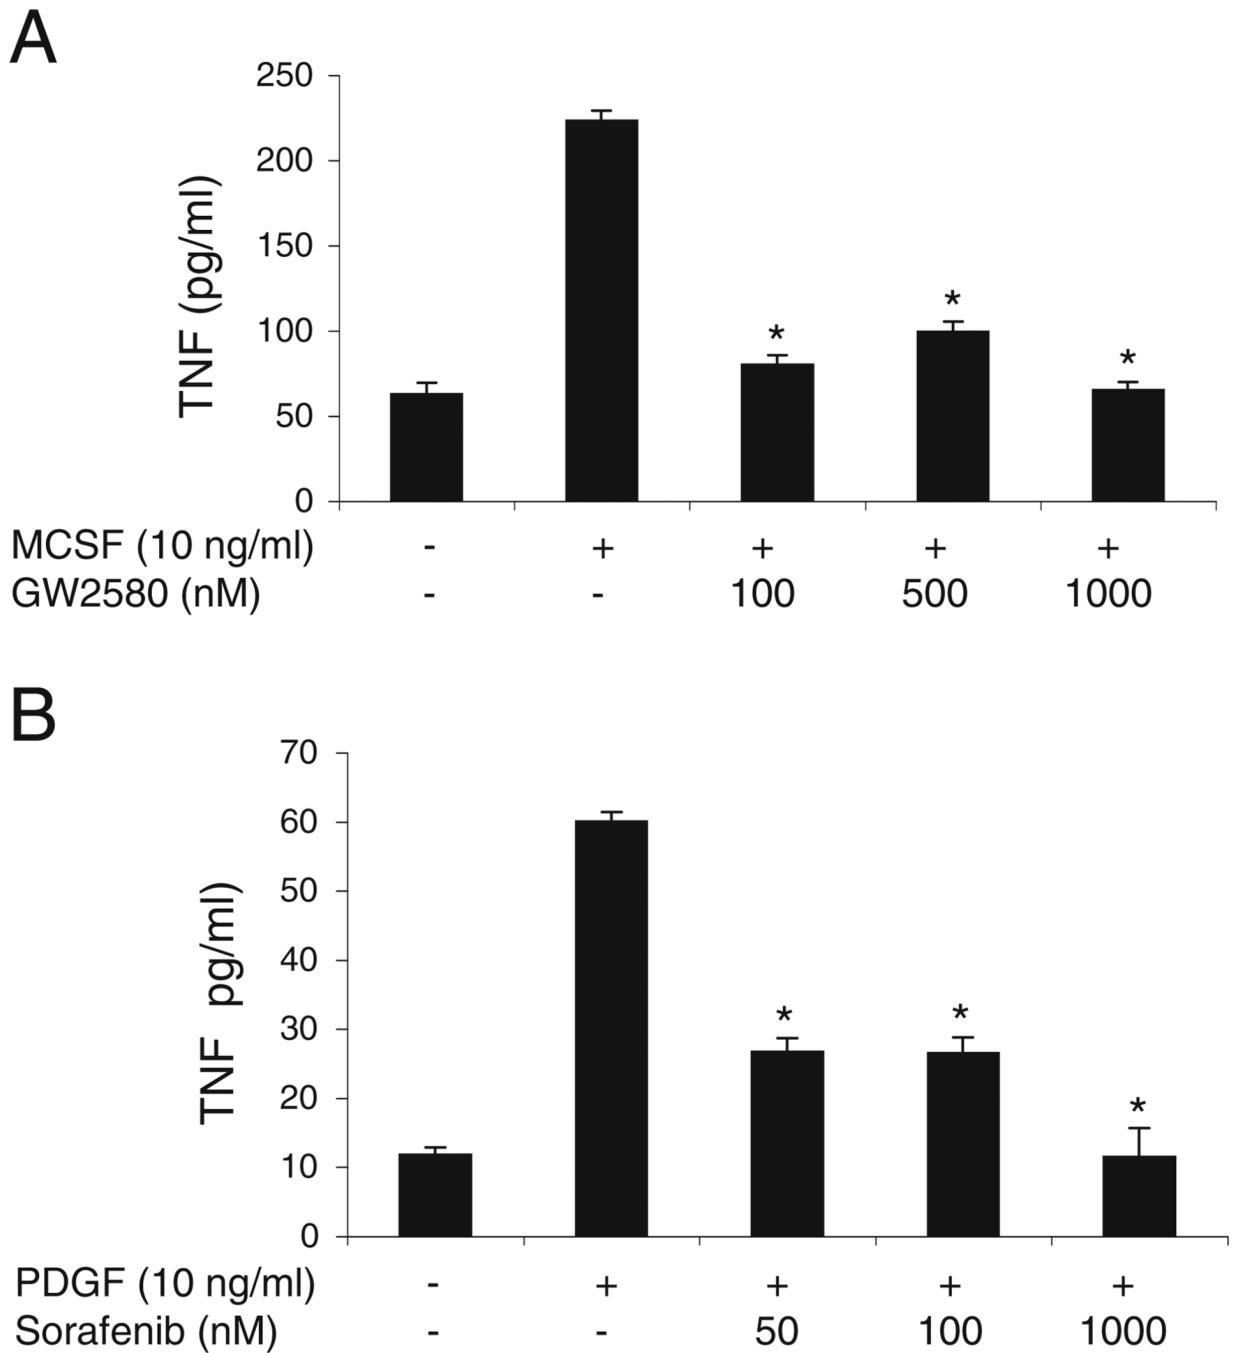 A
250
200
150
100
50
0
TNF (pg/ml)
*
*
*
MCSF (10 ng/ml) - + + + +
GW2580 (nM) - - 100 500 1000
B
70
60
50
40
30
20
10
0
TNF pg/ml)
*
*
*
PDGF (10 ng/ml) - + + + +
Sorafenib (nM) - - 50 100 1000